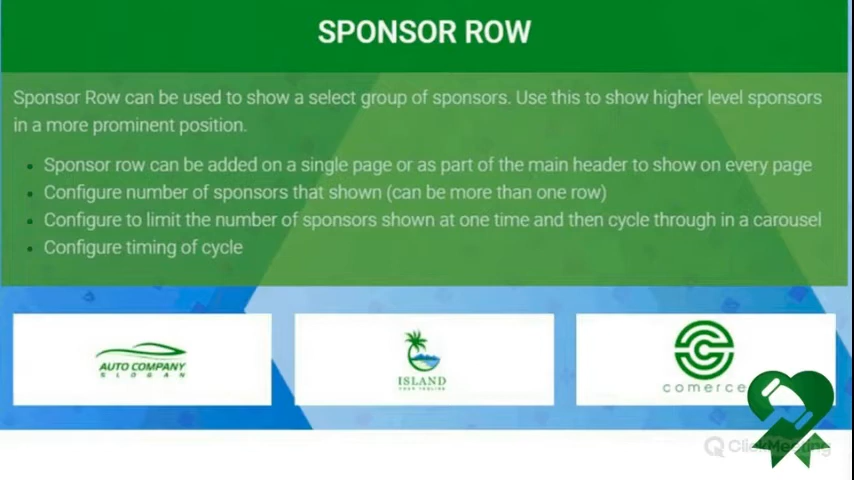 SPONSOR ROW
Sponsor Row can be used to show a select group of sponsors. Use this to show higher level sponsors
in a more prominent position.
Sponsor row can be added on a single page or as part of the main header to show on every page
Configure number of sponsors that shown (can be more than one row)
Configure to limit the number of sponsors shown at one time and then cycle through in a carousel
Configure timing of cycle
AUTO COMPANY
SLOGAN
ISLAND
YOUR TAGLINE
comerce
ClickMeeting